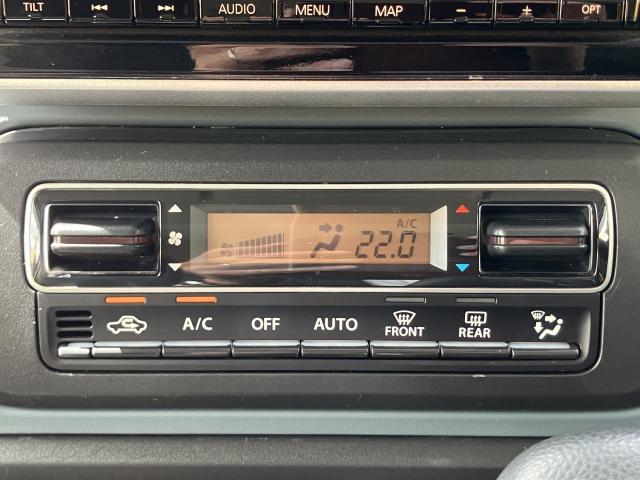 TILT AUDIO MENU MAP − + OPT
A/C
22.0
A/C OFF AUTO FRONT REAR